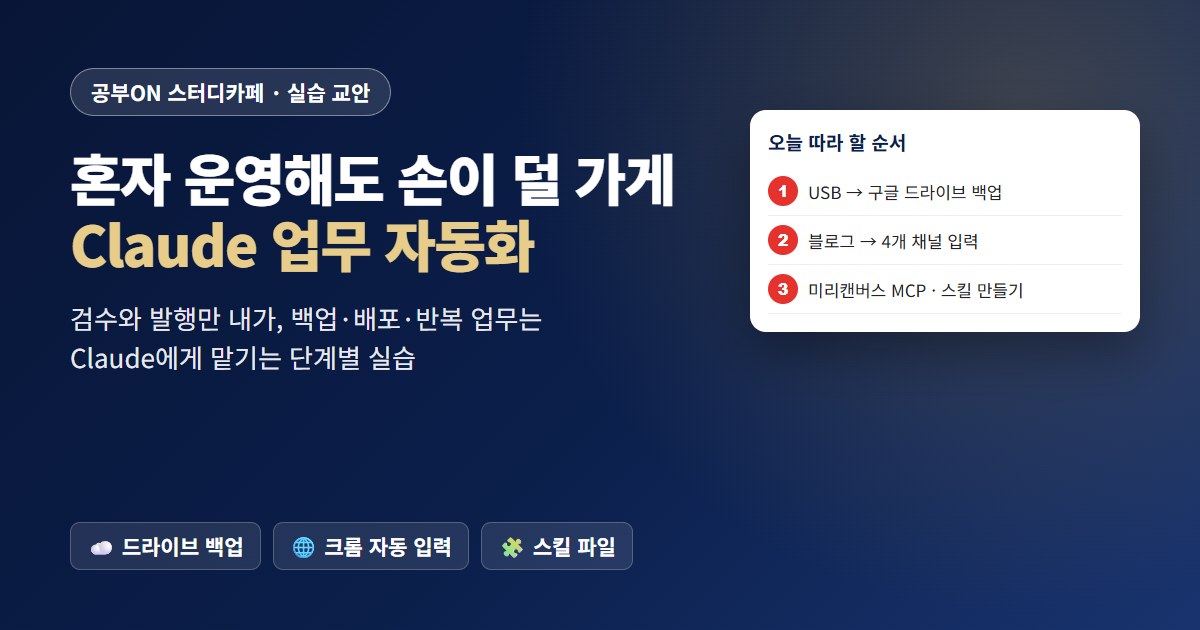 공부ON 스터디카페 · 실습 교안
혼자 운영해도 손이 덜 가게
Claude 업무 자동화
검수와 발행만 내가, 백업·배포·반복 업무는
Claude에게 맡기는 단계별 실습
오늘 따라 할 순서
1 USB → 구글 드라이브 백업
2 블로그 → 4개 채널 입력
3 미리캔버스 MCP · 스킬 만들기
드라이브 백업
크롬 자동 입력
스킬 파일